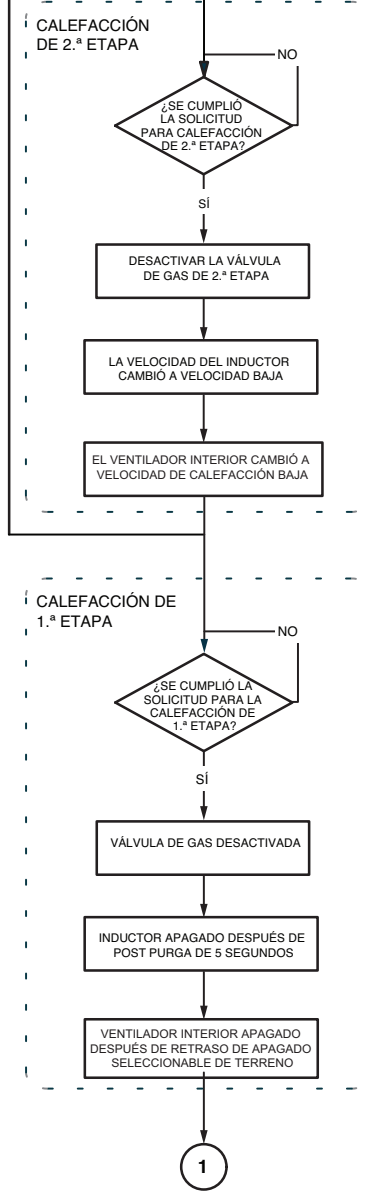 CALEFACCIÓN
DE 2.ª ETAPA
NO
¿SE CUMPLIÓ
LA SOLICITUD
PARA CALEFACCIÓN
DE 2.ª ETAPA?
SÍ
DESACTIVAR LA VÁLVULA
DE GAS DE 2.ª ETAPA
LA VELOCIDAD DEL INDUCTOR
CAMBIÓ A VELOCIDAD BAJA
EL VENTILADOR INTERIOR CAMBIÓ A
VELOCIDAD DE CALEFACCIÓN BAJA
CALEFACCIÓN DE
1.ª ETAPA
NO
¿SE CUMPLIÓ LA
SOLICITUD PARA LA
CALEFACCIÓN DE
1.ª ETAPA?
SÍ
VÁLVULA DE GAS DESACTIVADA
INDUCTOR APAGADO DESPUÉS DE
POST PURGA DE 5 SEGUNDOS
VENTILADOR INTERIOR APAGADO
DESPUÉS DE RETRASO DE APAGADO
SELECCIONABLE DE TERRENO
1